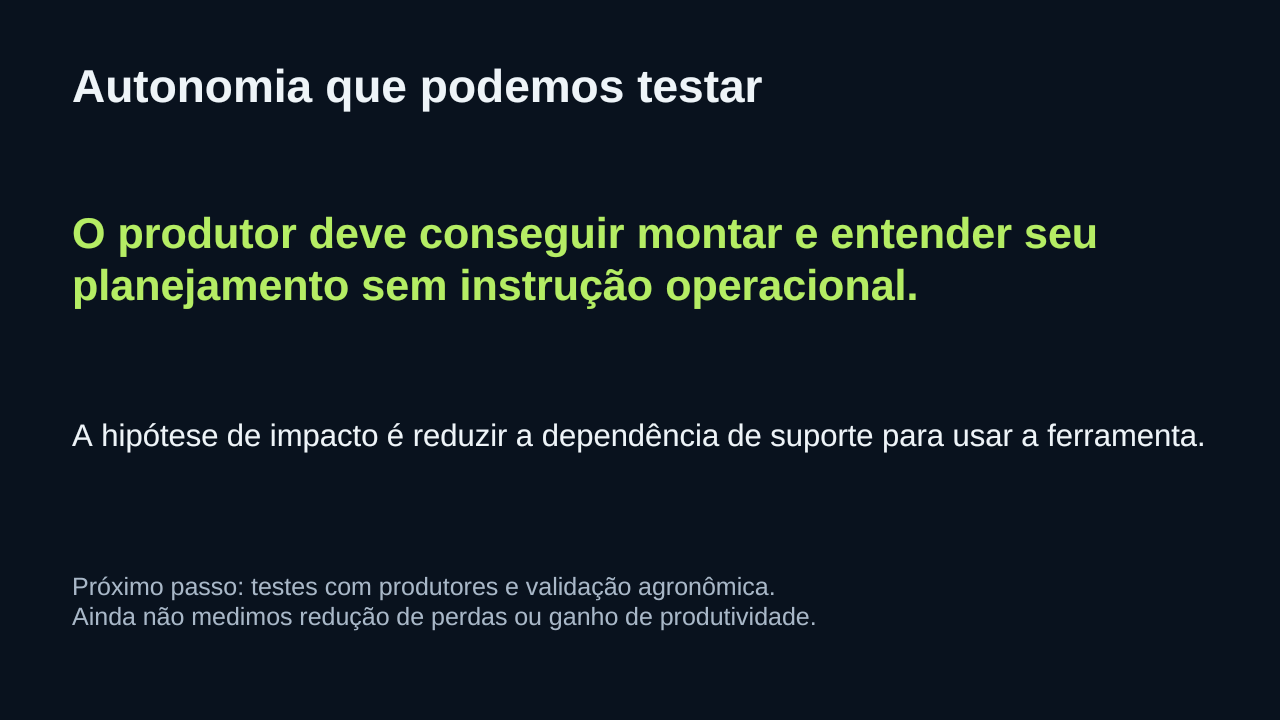 Autonomia que podemos testar
O produtor deve conseguir montar e entender seu
planejamento sem instrução operacional.
A hipótese de impacto é reduzir a dependência de suporte para usar a ferramenta.
Próximo passo: testes com produtores e validação agronômica.
Ainda não medimos redução de perdas ou ganho de produtividade.